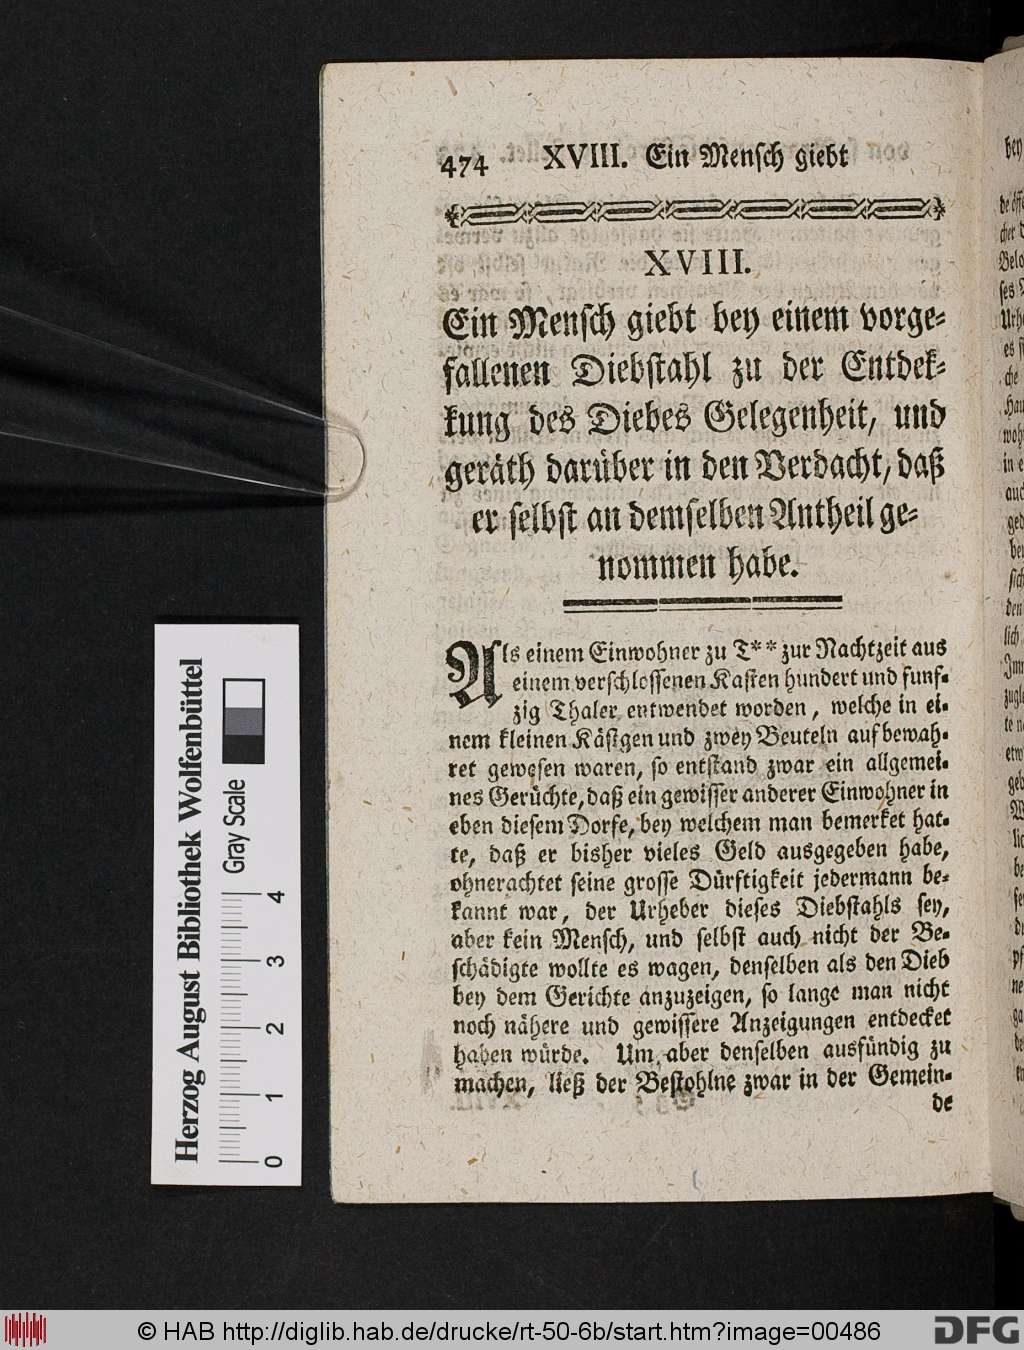 474 XVIII. Ein Mensch giebt
XVIII.
Ein Mensch giebt bey einem vorge-
fallenen Diebstahl zu der Entdek-
kung des Diebes Gelegenheit, und
geräth darüber in den Verdacht, daß
er selbst an demselben Antheil ge-
nommen habe.
Als einem Einwohner zu T** zur Nachtzeit aus
einem verschlossenen Kasten hundert und funf-
zig Thaler entwendet worden, welche in ei-
nem kleinen Kästgen und zwey Beuteln aufbewah-
ret gewesen waren, so entstand zwar ein allgemei-
nes Gerüchte, daß ein gewisser anderer Einwohner in
eben diesem Dorfe, bey welchem man bemerket hat-
te, daß er bisher vieles Geld ausgegeben habe,
ohnerachtet seine grosse Dürftigkeit jedermann be-
kannt war, der Urheber dieses Diebstahls sey,
aber kein Mensch, und selbst auch nicht der Be-
schädigte wollte es wagen, denselben als den Dieb
bey dem Gerichte anzuzeigen, so lange man nicht
noch nähere und gewissere Anzeigungen entdecket
haben würde. Um aber denselben ausfündig zu
machen, ließ der Bestohlne zwar in der Gemein-
de
Herzog August Bibliothek Wolfenbüttel
Gray Scale
0 1 2 3 4
© HAB http://diglib.hab.de/drucke/rt-50-6b/start.htm?image=00486
DFG